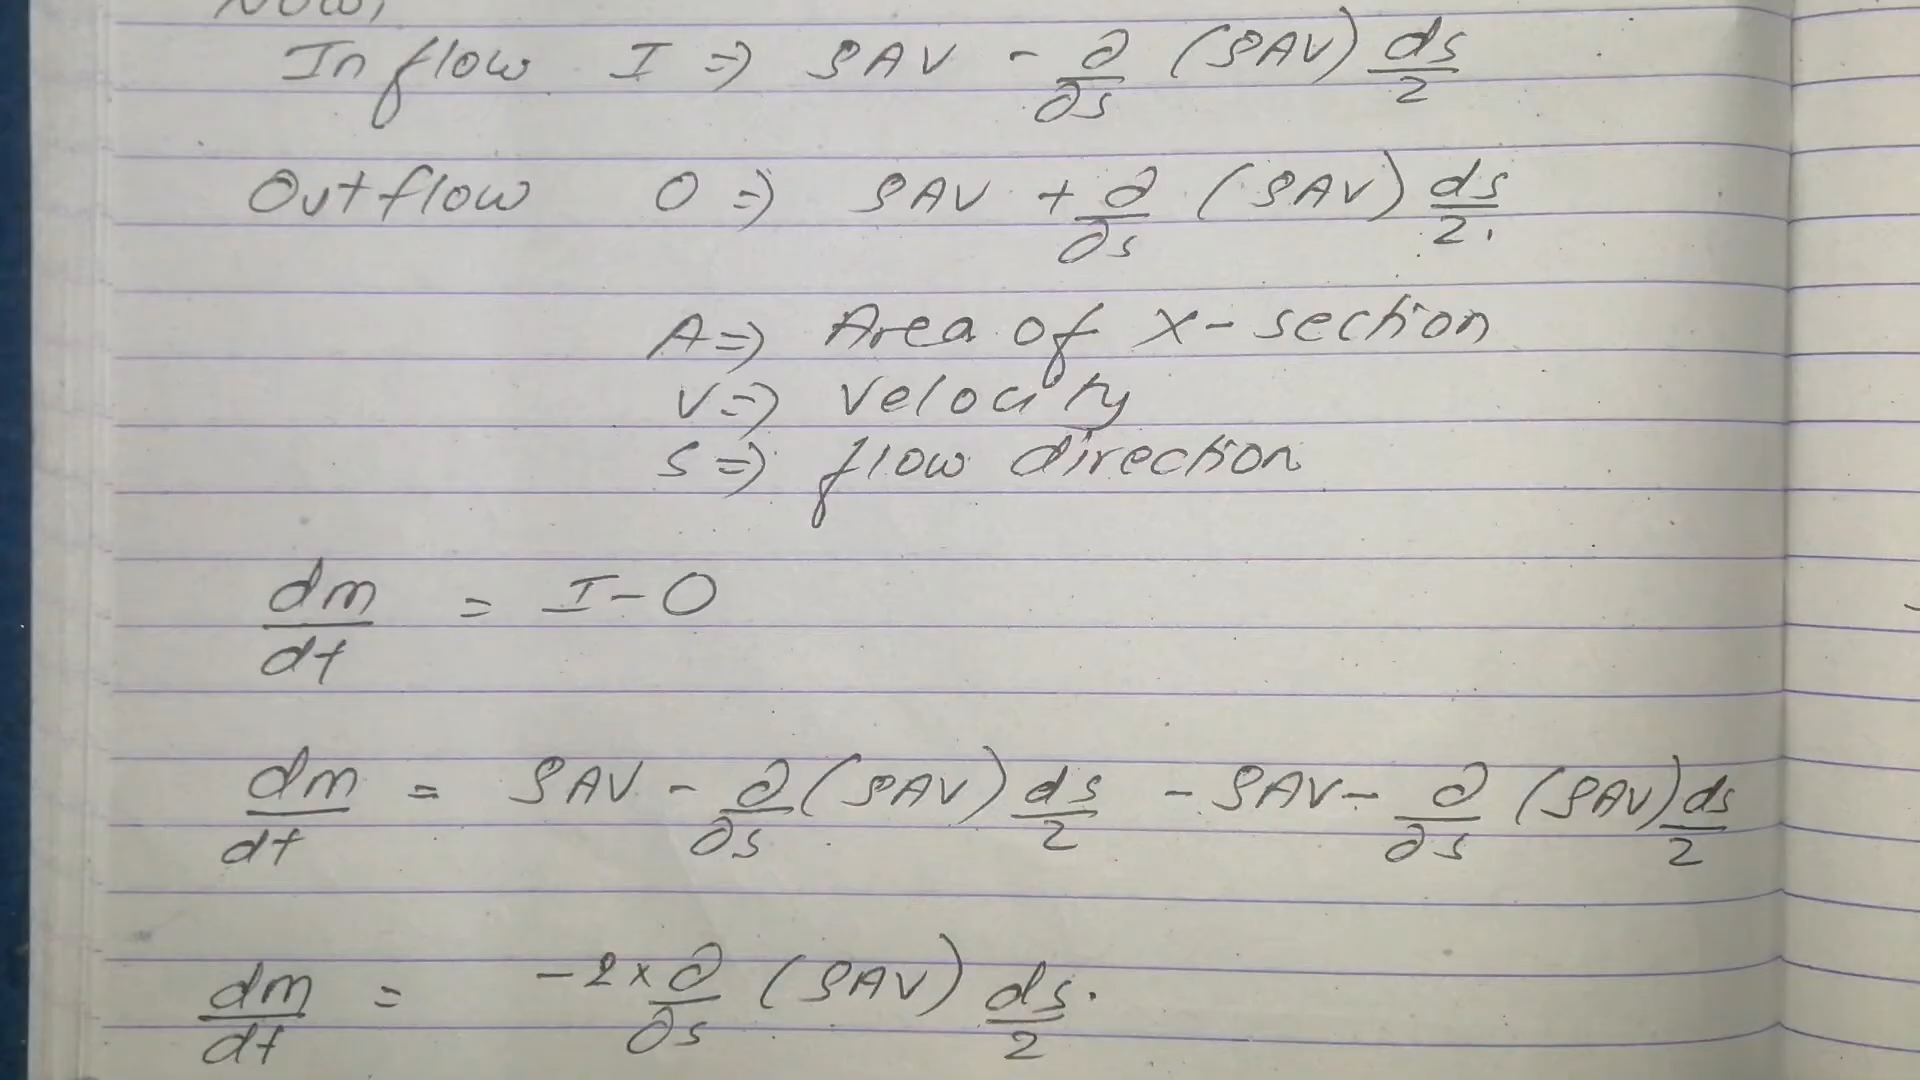 Now,
Inflow I => ρAV - ∂/∂s (ρAV) ds/2
Outflow O => ρAV + ∂/∂s (ρAV) ds/2.
A => Area of X-section
V => Velocity
S => flow direction
dm/dt = I - O
dm/dt = ρAV - ∂/∂s (ρAV) ds/2 - ρAV - ∂/∂s (ρAV) ds/2
dm/dt = -2 × ∂/∂s (ρAV) ds/2.